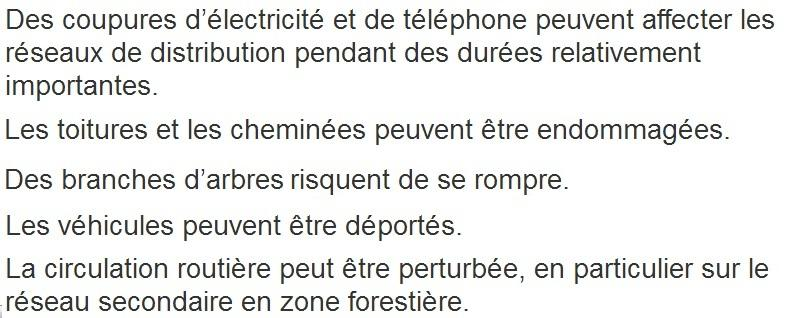 Des coupures d’électricité et de téléphone peuvent affecter les
réseaux de distribution pendant des durées relativement
importantes.
Les toitures et les cheminées peuvent être endommagées.
Des branches d’arbres risquent de se rompre.
Les véhicules peuvent être déportés.
La circulation routière peut être perturbée, en particulier sur le
réseau secondaire en zone forestière.